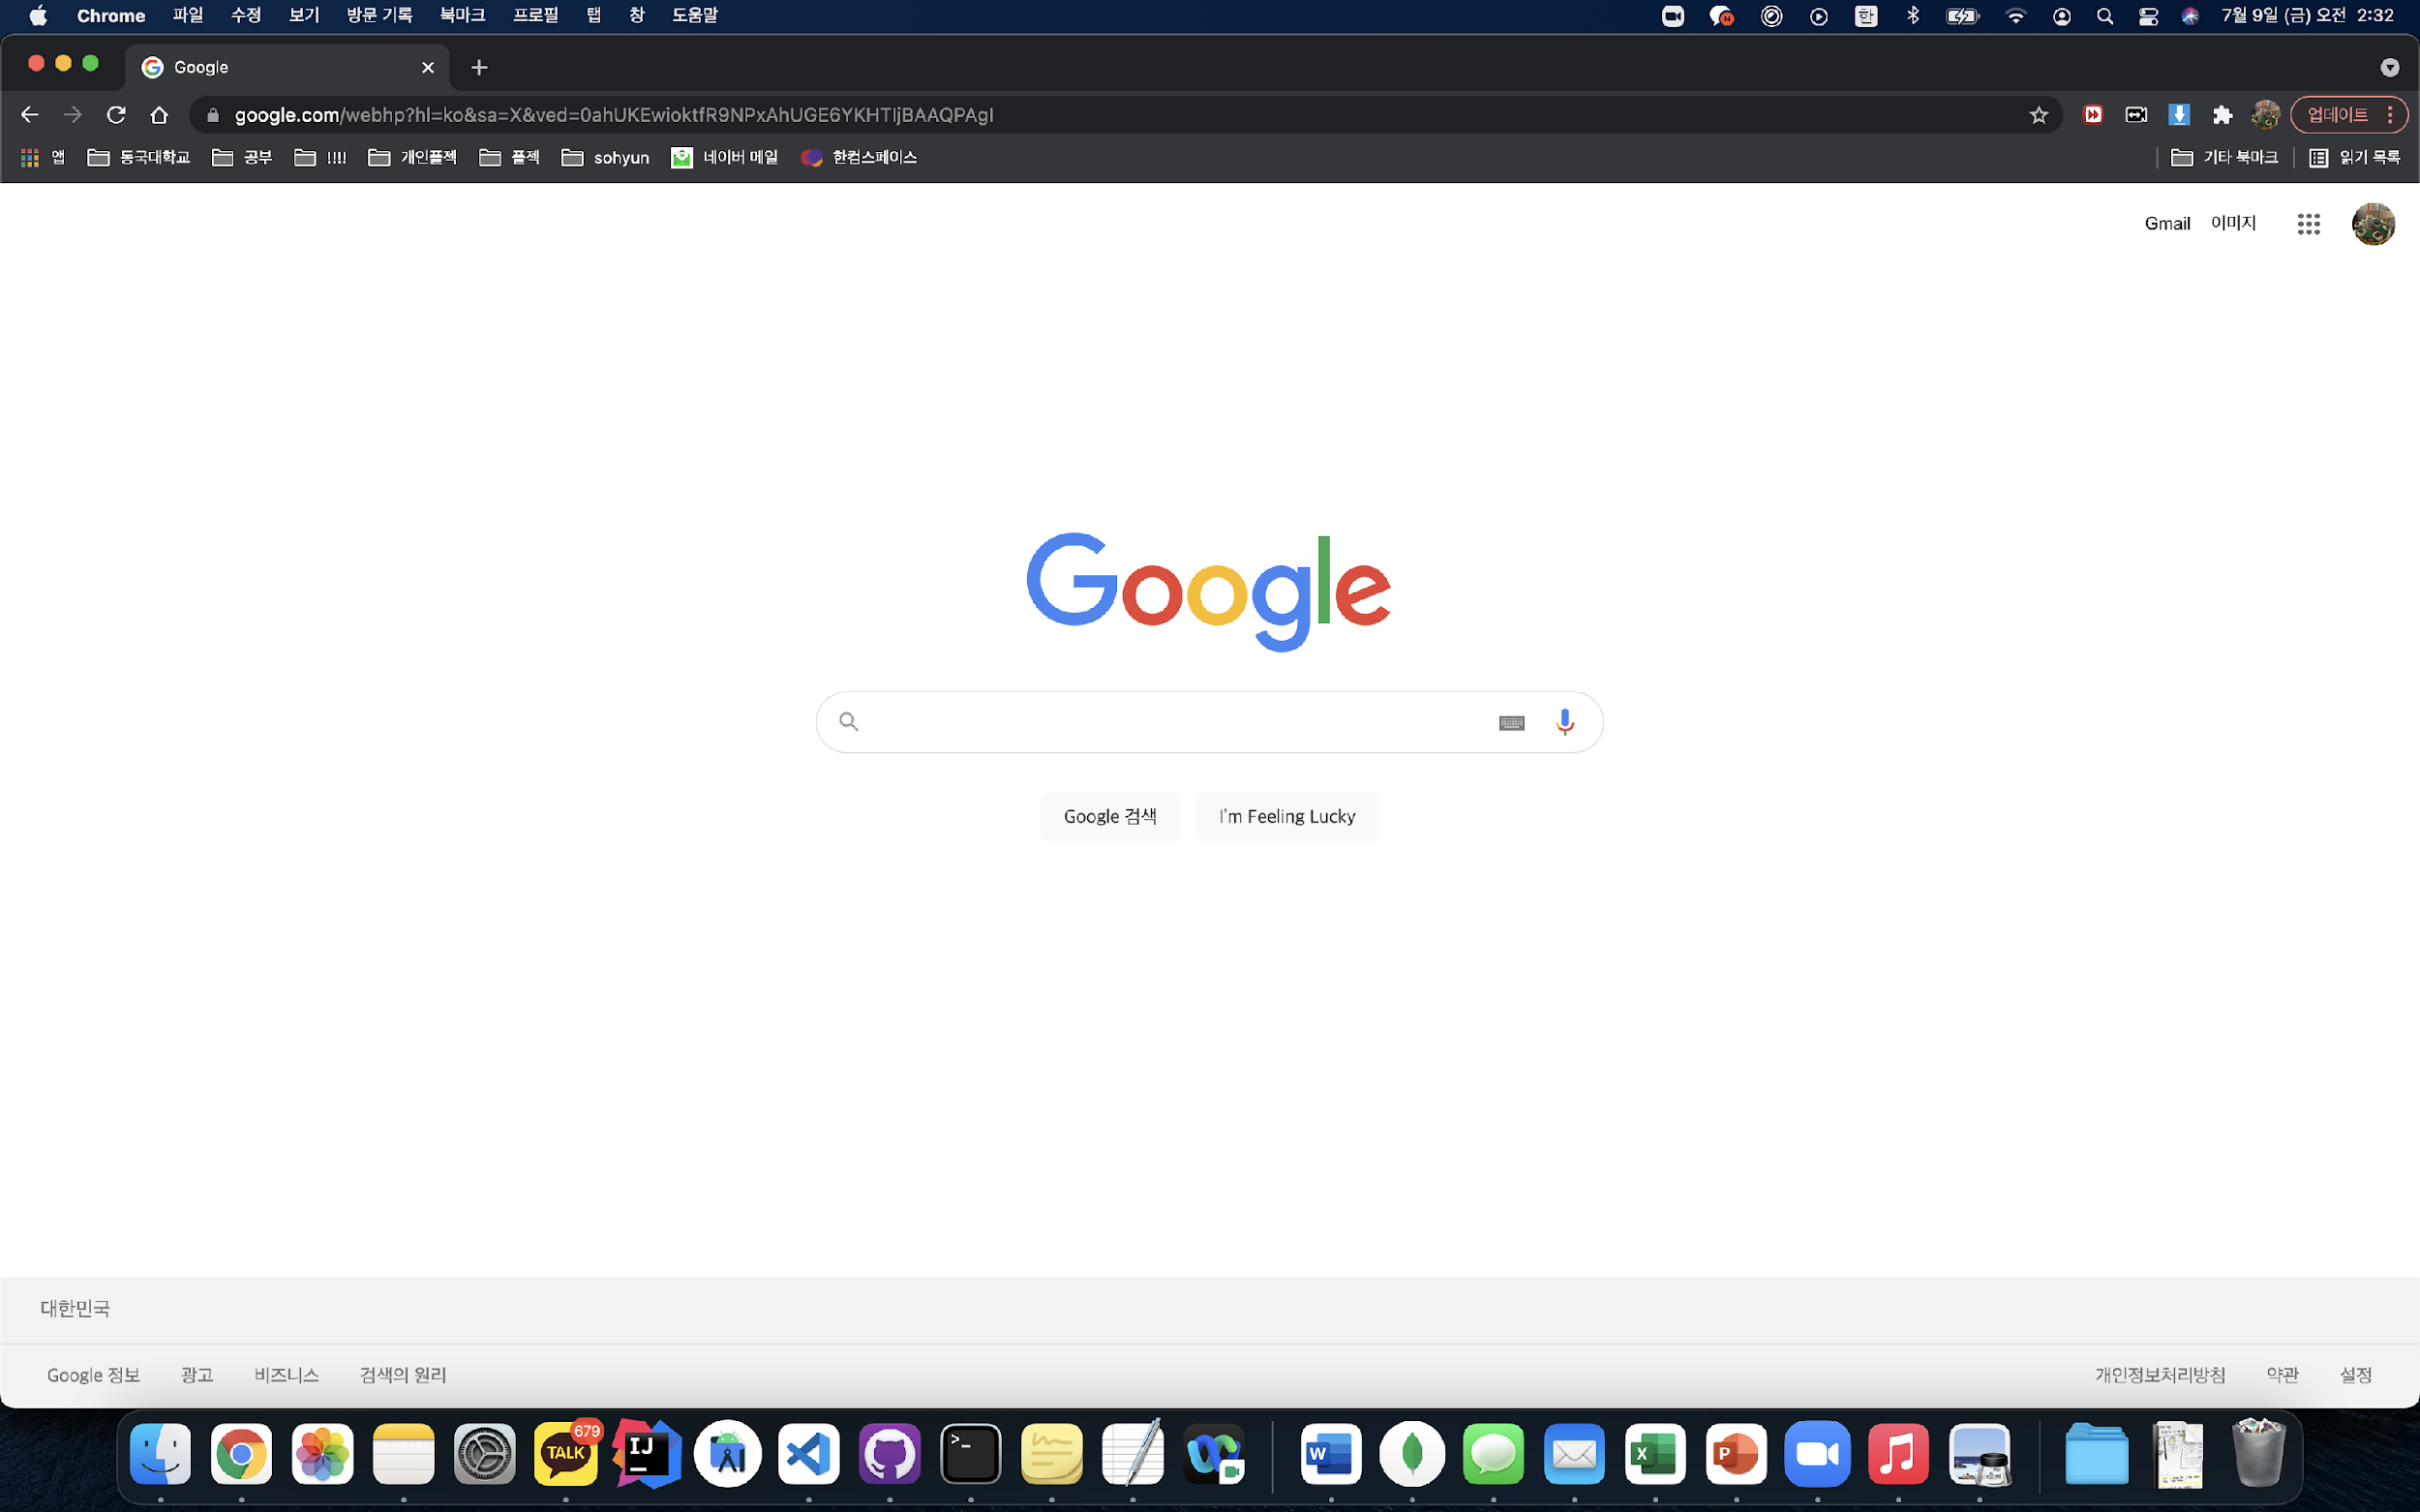 Chrome 파일 수정 보기 방문 기록 북마크 프로필 탭 창 도움말 한 7월 9일 (금) 오전 2:32
Google
google.com/webhp?hl=ko&sa=X&ved=0ahUKEwioktfR9NPxAhUGE6YKHTljBAAQPAgI 업데이트
앱 동국대학교 공부 !!!! 개인플젝 플젝 sohyun 네이버 메일 한컴스페이스 기타 북마크 읽기 목록
Gmail 이미지
Google
Google 검색 I'm Feeling Lucky
대한민국
Google 정보 광고 비즈니스 검색의 원리 개인정보처리방침 약관 설정
679
TALK IJ >_ W X P